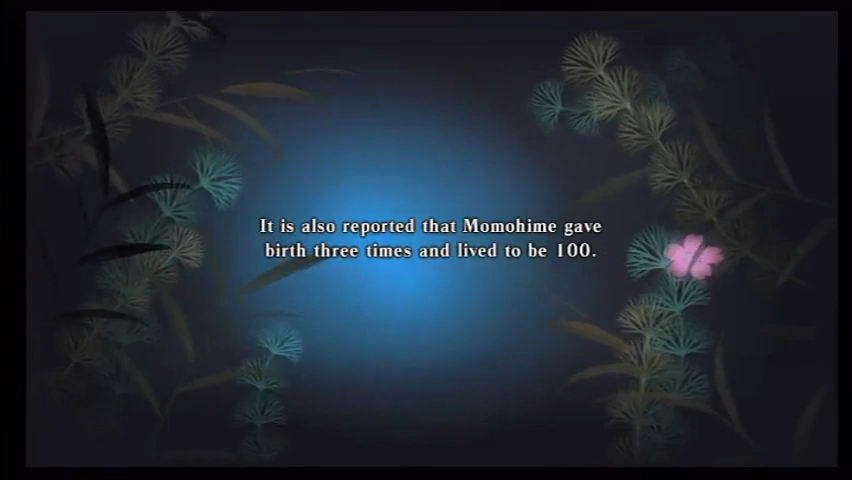 It is also reported that Momohime gave
birth three times and lived to be 100.